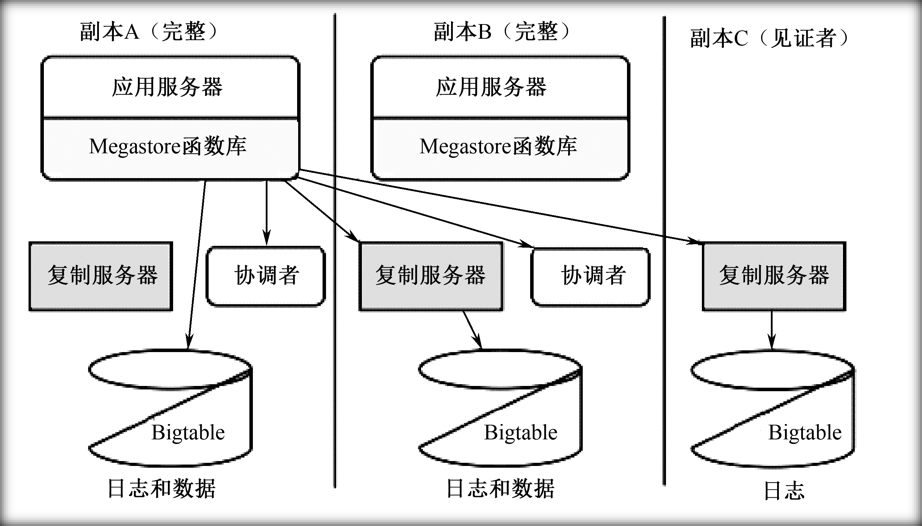 副本A（完整）
副本B（完整）
副本C（见证者）
应用服务器
应用服务器
Megastore函数库
Megastore函数库
复制服务器
协调者
复制服务器
协调者
复制服务器
Bigtable
Bigtable
Bigtable
日志和数据
日志和数据
日志